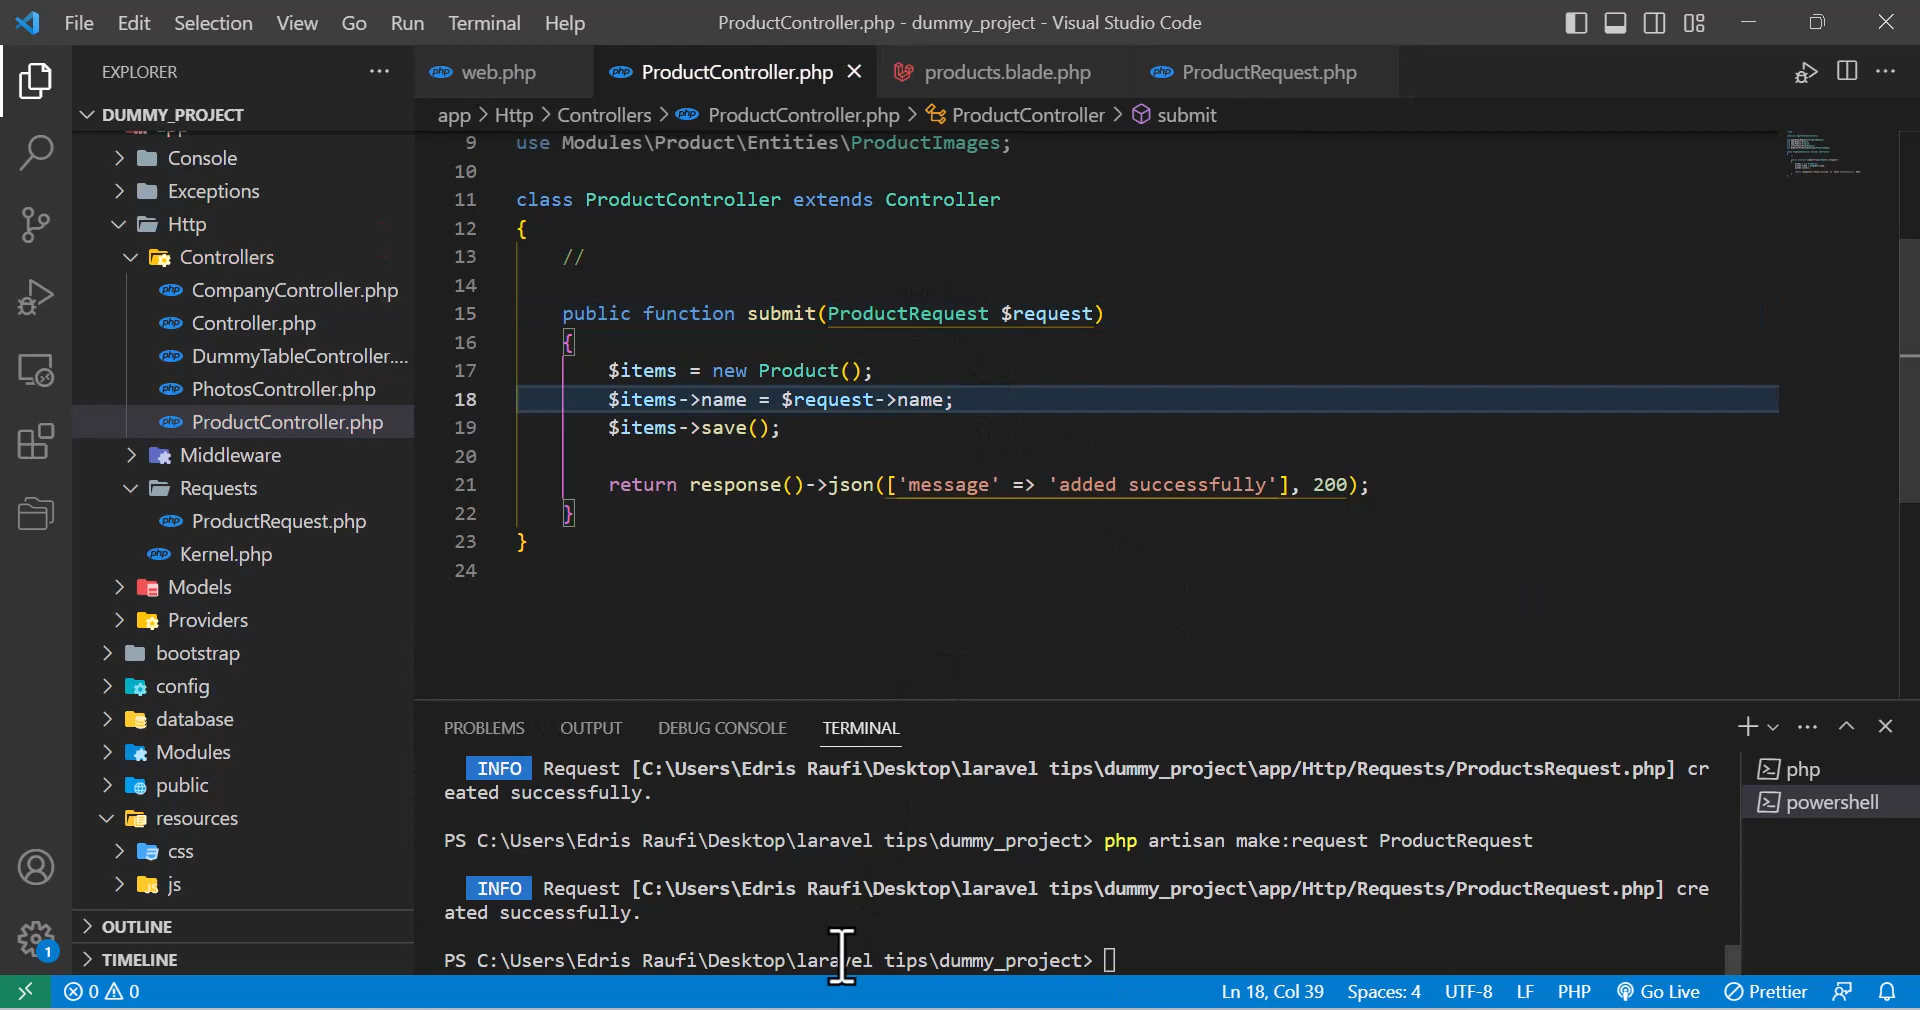 File Edit Selection View Go Run Terminal Help ProductController.php - dummy_project - Visual Studio Code
EXPLORER
web.php ProductController.php products.blade.php ProductRequest.php
DUMMY_PROJECT
app > Http > Controllers > ProductController.php > ProductController > submit
app
Console
Exceptions
Http
Controllers
CompanyController.php
Controller.php
DummyTableController....
PhotosController.php
ProductController.php
Middleware
Requests
ProductRequest.php
Kernel.php
Models
Providers
bootstrap
config
database
Modules
public
resources
css
js
OUTLINE
TIMELINE
9 use Modules\Product\Entities\ProductImages;
10
11 class ProductController extends Controller
12 {
13 //
14
15 public function submit(ProductRequest $request)
16 {
17 $items = new Product();
18 $items->name = $request->name;
19 $items->save();
20
21 return response()->json(['message' => 'added successfully'], 200);
22 }
23 }
24
PROBLEMS OUTPUT DEBUG CONSOLE TERMINAL
INFO Request [C:\Users\Edris Raufi\Desktop\laravel tips\dummy_project\app/Http/Requests/ProductsRequest.php] cr
eated successfully.
PS C:\Users\Edris Raufi\Desktop\laravel tips\dummy_project> php artisan make:request ProductRequest
INFO Request [C:\Users\Edris Raufi\Desktop\laravel tips\dummy_project\app/Http/Requests/ProductRequest.php] cre
ated successfully.
PS C:\Users\Edris Raufi\Desktop\laravel tips\dummy_project>
php
powershell
1
0 0 Ln 18, Col 39 Spaces: 4 UTF-8 LF PHP Go Live Prettier